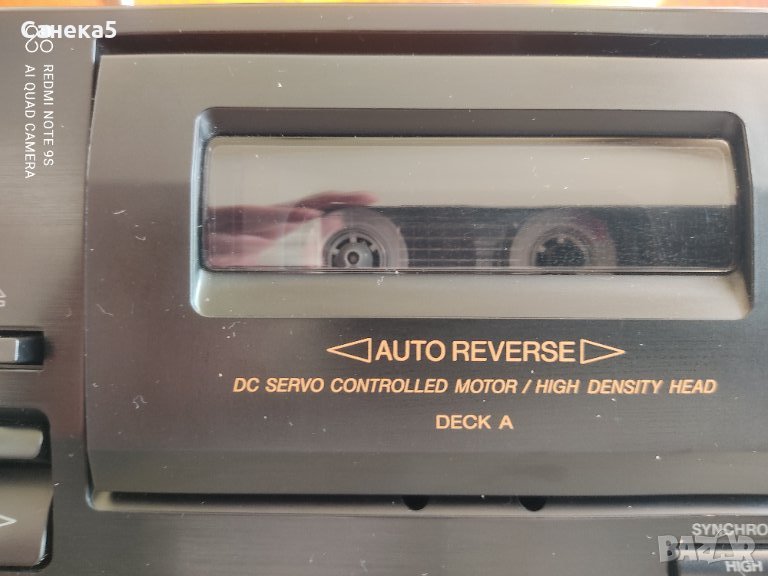 Санека5
REDMI NOTE 9S
AI QUAD CAMERA
AUTO REVERSE
DC SERVO CONTROLLED MOTOR / HIGH DENSITY HEAD
DECK A
SYNCHRO
BAZAR
HIGH